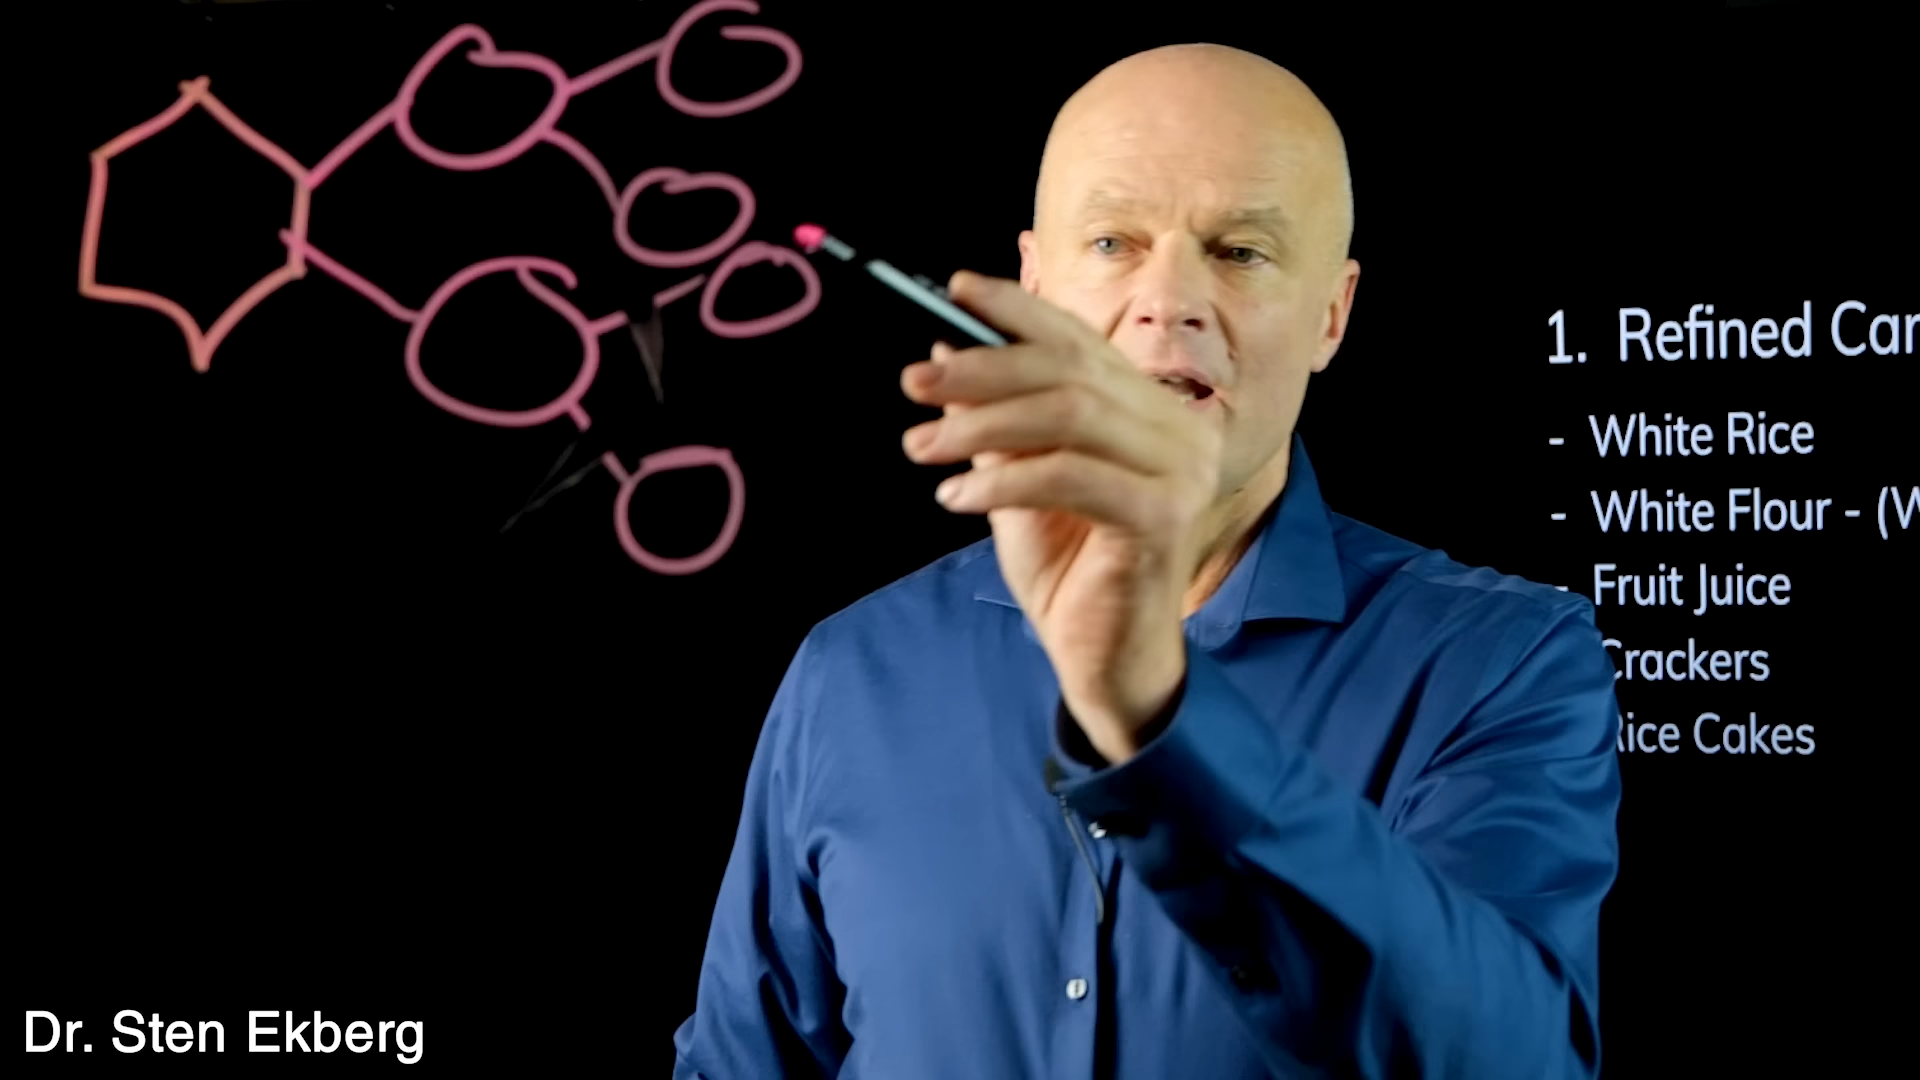 1. Refined Car
- White Rice
- White Flour - (W
- Fruit Juice
Crackers
Rice Cakes
Dr. Sten Ekberg